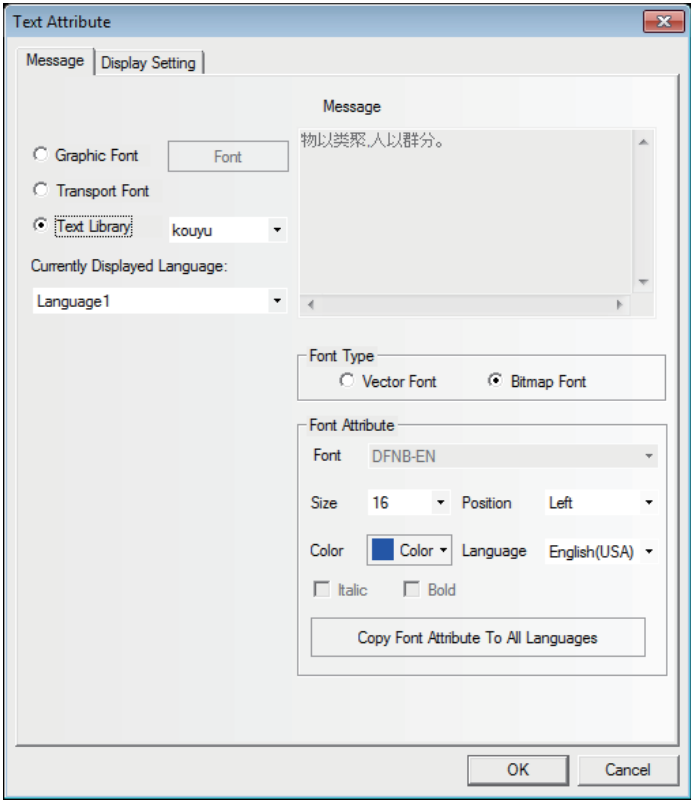 Text Attribute
Message
Display Setting
Message
Graphic Font
Font
Transport Font
Text Library
kouyu
Currently Displayed Language:
Language1
物以类聚,人以群分。
Font Type
Vector Font
Bitmap Font
Font Attribute
Font
DFNB-EN
Size
16
Position
Left
Color
Color
Language
English(USA)
Italic
Bold
Copy Font Attribute To All Languages
OK
Cancel